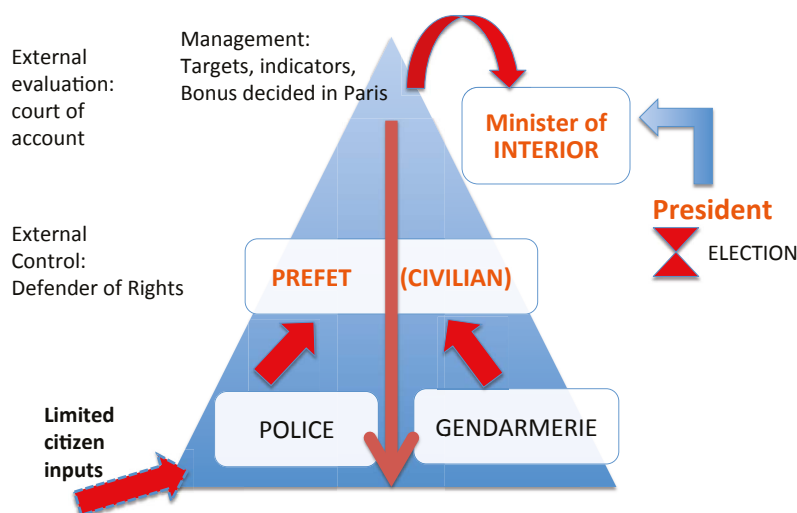 External
evaluation:
court of
account
Management:
Targets, indicators,
Bonus decided in Paris
Minister of
INTERIOR
President
ELECTION
External
Control:
Defender of Rights
PREFET (CIVILIAN)
POLICE
GENDARMERIE
Limited
citizen
inputs